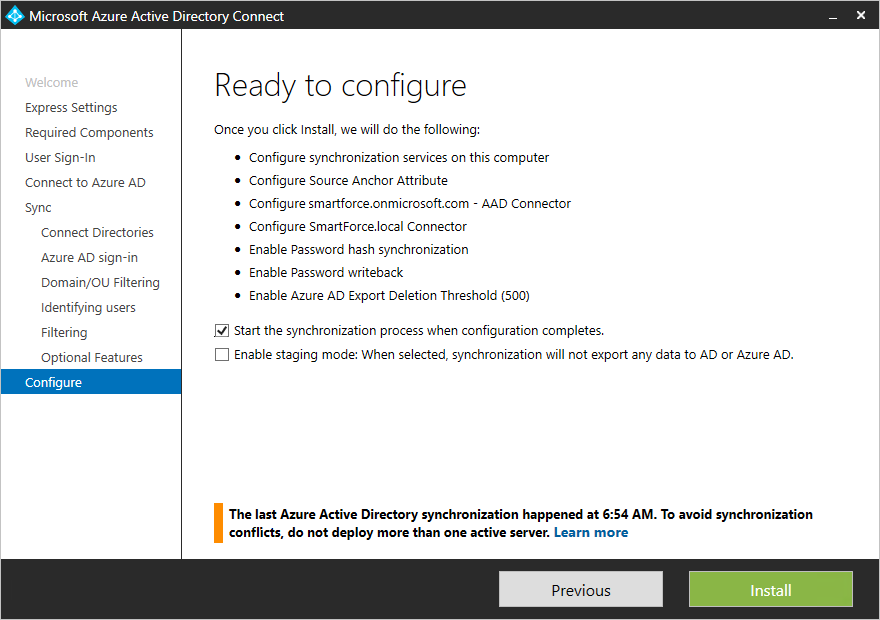 Microsoft Azure Active Directory Connect
Welcome
Express Settings
Required Components
User Sign-In
Connect to Azure AD
Sync
Connect Directories
Azure AD sign-in
Domain/OU Filtering
Identifying users
Filtering
Optional Features
Configure
Ready to configure
Once you click Install, we will do the following:
• Configure synchronization services on this computer
• Configure Source Anchor Attribute
• Configure smartforce.onmicrosoft.com - AAD Connector
• Configure SmartForce.local Connector
• Enable Password hash synchronization
• Enable Password writeback
• Enable Azure AD Export Deletion Threshold (500)
Start the synchronization process when configuration completes.
Enable staging mode: When selected, synchronization will not export any data to AD or Azure AD.
The last Azure Active Directory synchronization happened at 6:54 AM. To avoid synchronization
conflicts, do not deploy more than one active server. Learn more
Previous
Install